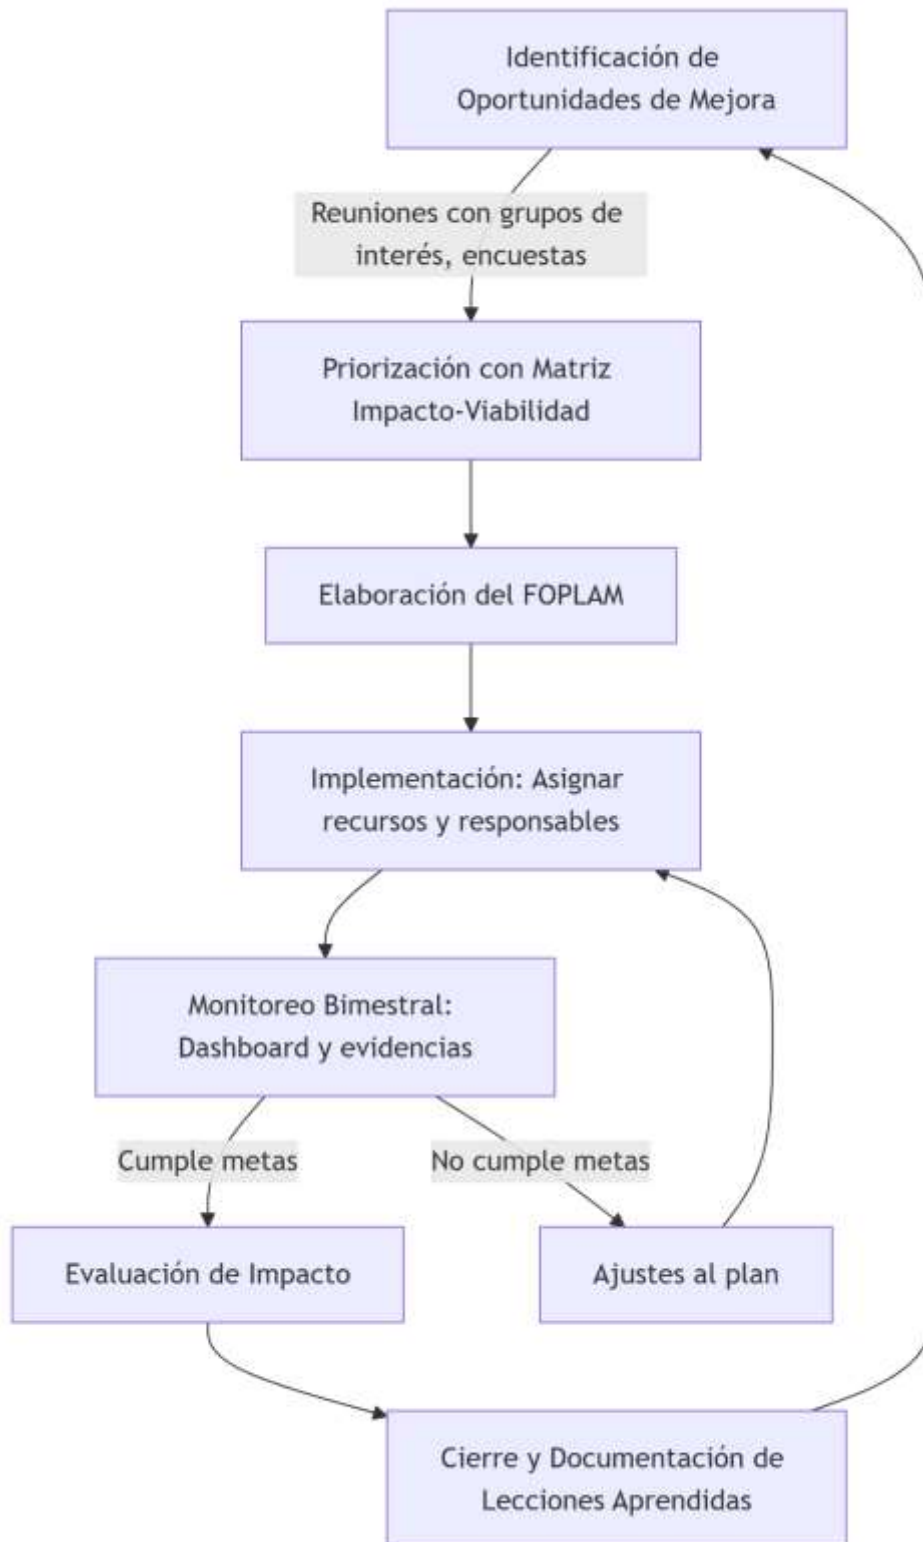 Identificación de
Oportunidades de Mejora
Reuniones con grupos de
interés, encuestas
Priorización con Matriz
Impacto-Viabilidad
Elaboración del FOPLAM
Implementación: Asignar
recursos y responsables
Monitoreo Bimestral:
Dashboard y evidencias
Cumple metas
No cumple metas
Evaluación de Impacto
Ajustes al plan
Cierre y Documentación de
Lecciones Aprendidas